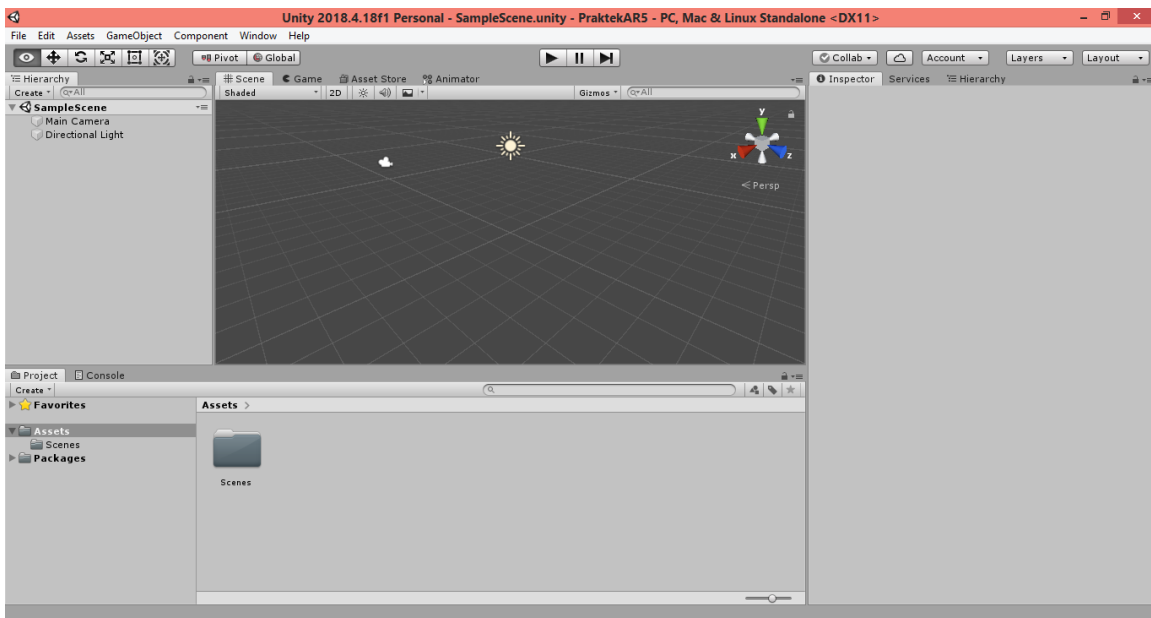 Unity 2018.4.18f1 Personal - SampleScene.unity - PraktekAR5 - PC, Mac & Linux Standalone <DX11>
File Edit Assets GameObject Component Window Help
Pivot Global Collab Account Layers Layout
Hierarchy Scene Game Asset Store Animator Inspector Services Hierarchy
Create All Shaded 2D Gizmos All
SampleScene
Main Camera
Directional Light
y
x z
Persp
Project Console
Create
Favorites Assets >
Assets
Scenes
Packages
Scenes